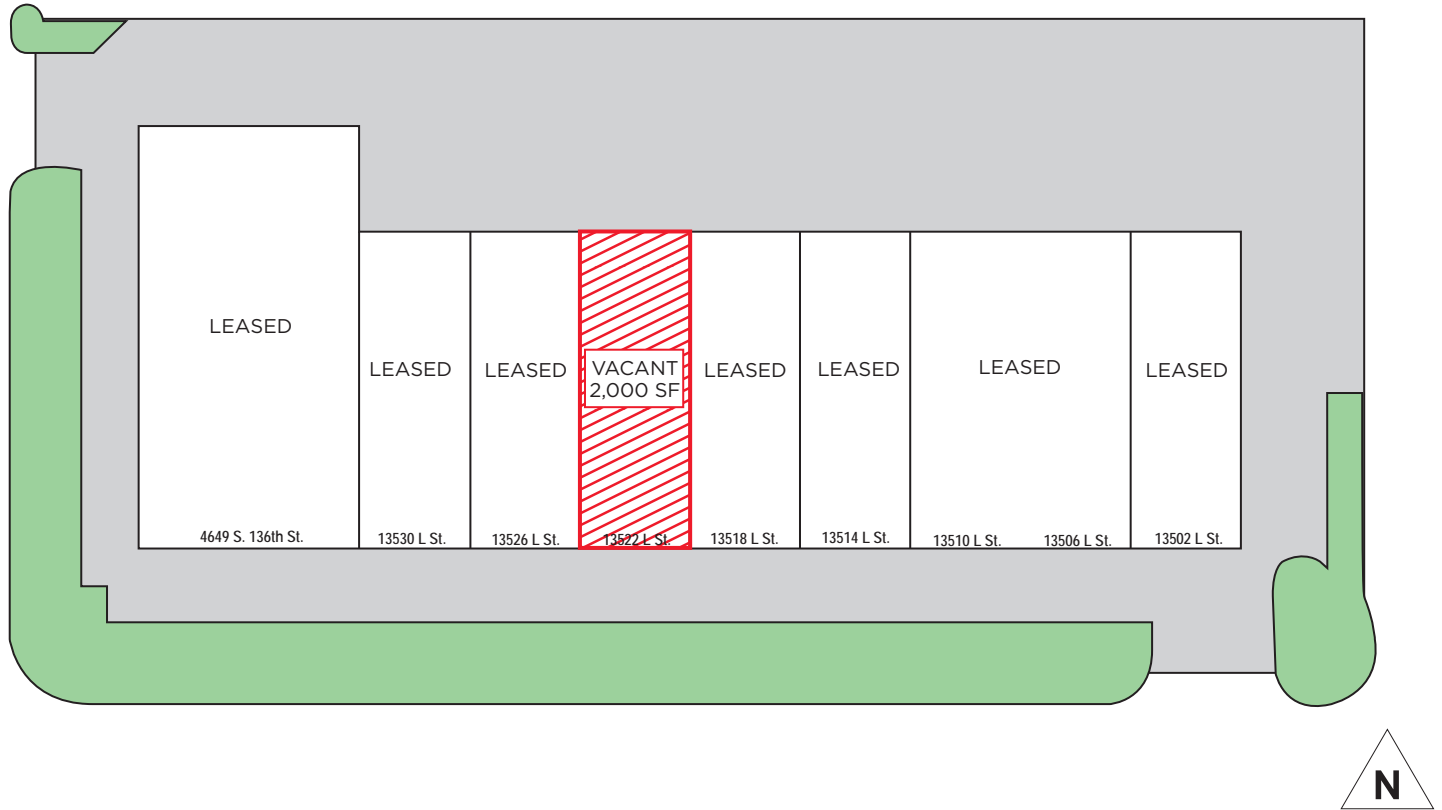 LEASED
LEASED
LEASED
VACANT
2,000 SF
LEASED
LEASED
LEASED
LEASED
4649 S. 136th St.
13530 L St.
13526 L St.
13522 L St.
13518 L St.
13514 L St.
13510 L St.
13506 L St.
13502 L St.
N